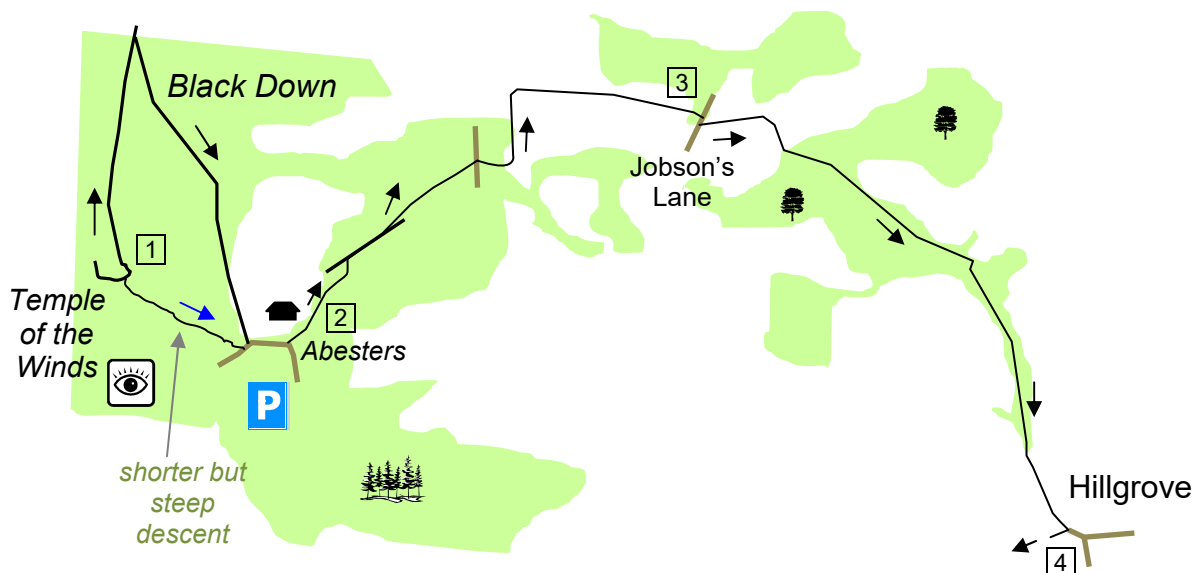 Black Down
3
Jobson’s
Lane
1
Temple
of the
Winds
2
Abesters
P
shorter but
steep
descent
Hillgrove
4